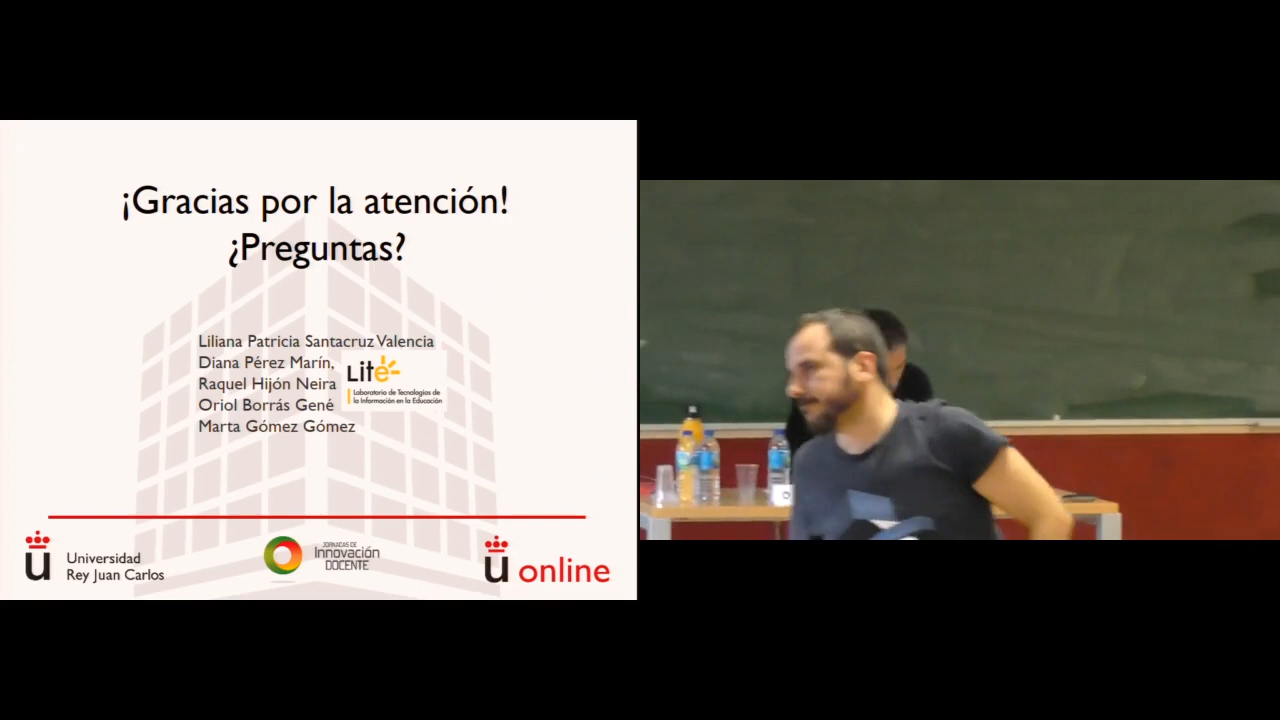 ¡Gracias por la atención!
¿Preguntas?
Liliana Patricia Santacruz Valencia
Diana Pérez Marín,
Raquel Hijón Neira
Oriol Borrás Gené
Marta Gómez Gómez
Lite
Laboratorio de Tecnologías de
la Información en la Educación
u Universidad
Rey Juan Carlos
JORNADAS DE
Innovación
DOCENTE
u online